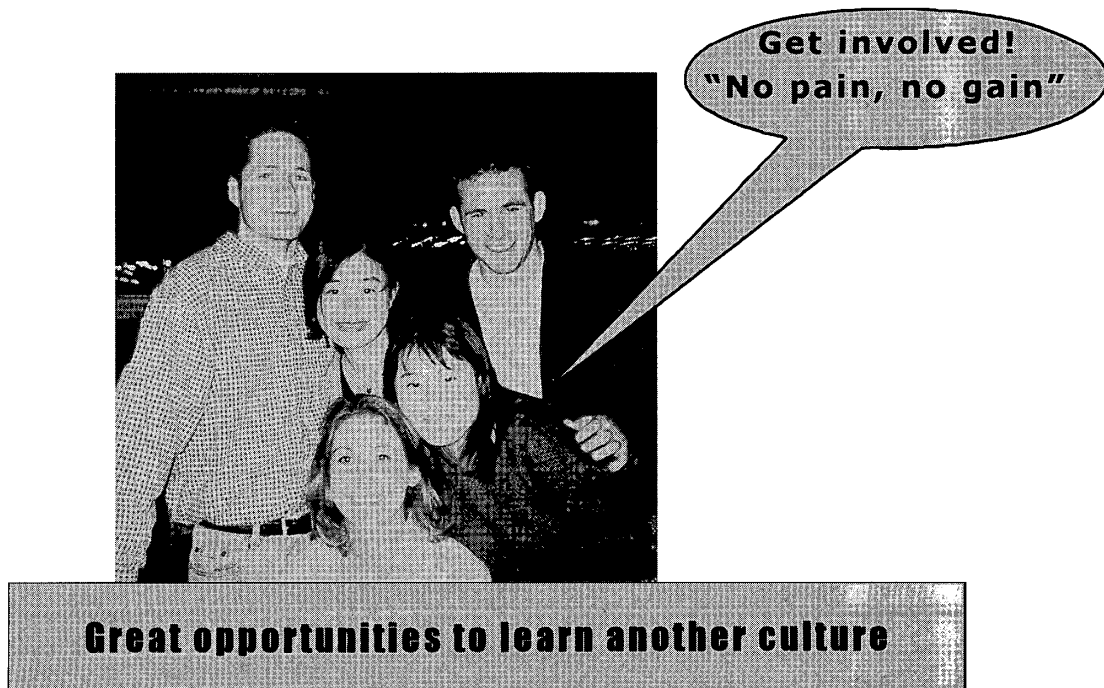 Get involved!
“No pain, no gain”
Great opportunities to learn another culture